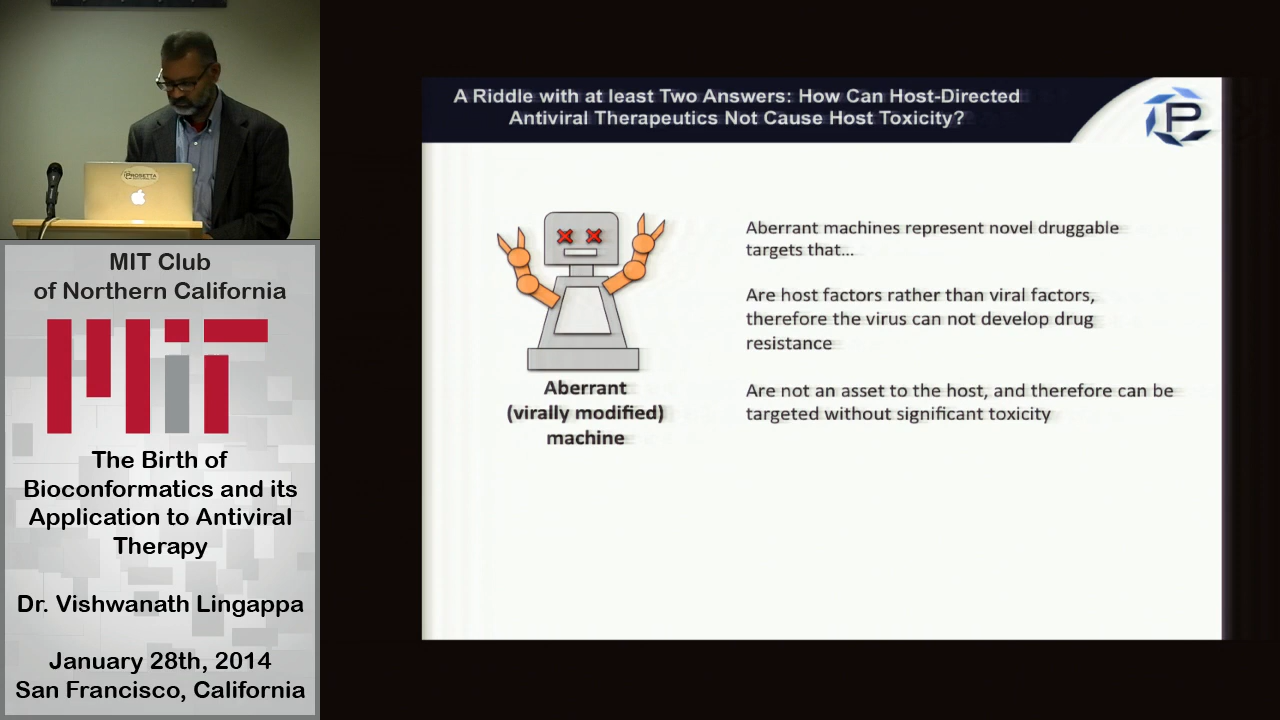 A Riddle with at least Two Answers: How Can Host-Directed
Antiviral Therapeutics Not Cause Host Toxicity?
P
Aberrant machines represent novel druggable
targets that...
Are host factors rather than viral factors,
therefore the virus can not develop drug
resistance
Are not an asset to the host, and therefore can be
targeted without significant toxicity
Aberrant
(virally modified)
machine
PROSETTA
MIT Club
of Northern California
MIT
The Birth of
Bioconformatics and its
Application to Antiviral
Therapy
Dr. Vishwanath Lingappa
January 28th, 2014
San Francisco, California